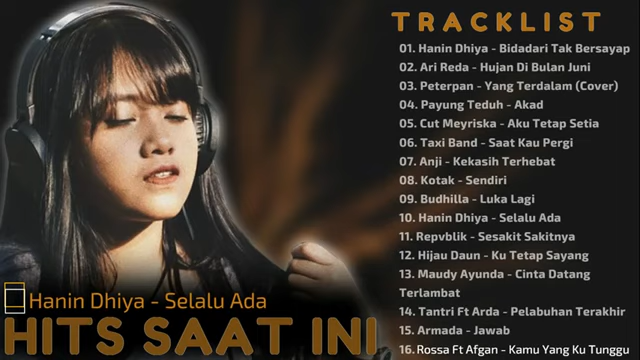 TRACKLIST
01. Hanin Dhiya - Bidadari Tak Bersayap
02. Ari Reda - Hujan Di Bulan Juni
03. Peterpan - Yang Terdalam (Cover)
04. Payung Teduh - Akad
05. Cut Meyriska - Aku Tetap Setia
06. Taxi Band - Saat Kau Pergi
07. Anji - Kekasih Terhebat
08. Kotak - Sendiri
09. Budhilla - Luka Lagi
10. Hanin Dhiya - Selalu Ada
11. Repvblik - Sesakit Sakitnya
12. Hijau Daun - Ku Tetap Sayang
13. Maudy Ayunda - Cinta Datang
Terlambat
14. Tantri Ft Arda - Pelabuhan Terakhir
15. Armada - Jawab
16. Rossa Ft Afgan - Kamu Yang Ku Tunggu
Hanin Dhiya - Selalu Ada
HITS SAAT INI